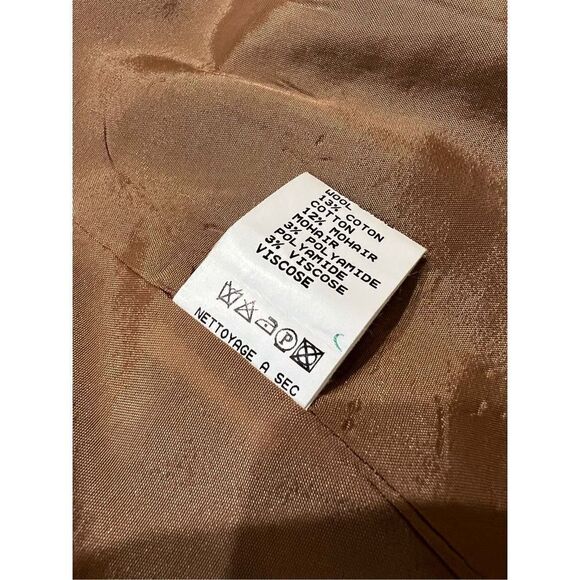 WOOL
13% COTON
COTTON
12% MOHAIR
MOHAIR
3% POLYAMIDE
POLYAMIDE
3% VISCOSE
VISCOSE
P
NETTOYAGE A SEC